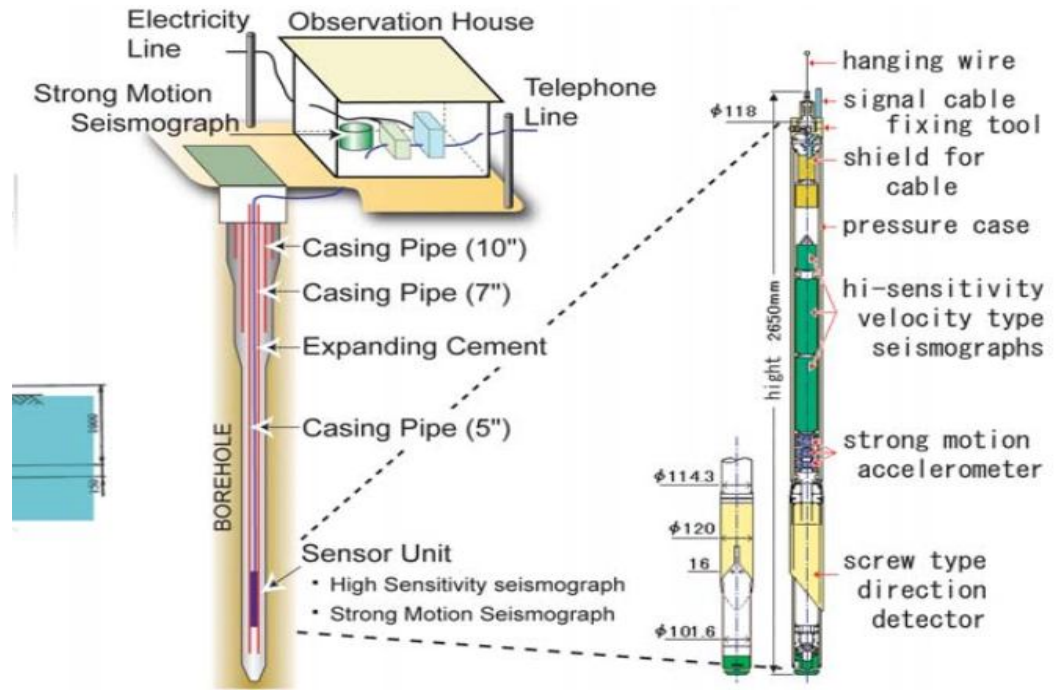 Electricity
Line
Observation House
Strong Motion
Seismograph
Telephone
Line
Casing Pipe (10")
Casing Pipe (7")
Expanding Cement
Casing Pipe (5")
BOREHOLE
Sensor Unit
· High Sensitivity seismograph
· Strong Motion Seismograph
1000
150
hanging wire
signal cable
fixing tool
shield for
cable
pressure case
hi-sensitivity
velocity type
seismographs
strong motion
accelerometer
screw type
direction
detector
ϕ118
hight 2650mm
ϕ114.3
ϕ120
16
ϕ101.6